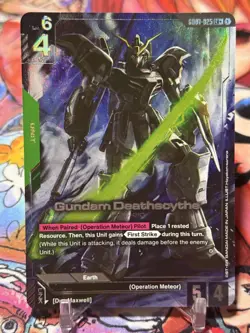 Lv. 6
4
UNIT
Gundam Deathscythe
When Paired･(Operation Meteor) Pilot Place 1 rested
Resource. Then, this Unit gains First Strike during this turn.
(While this Unit is attacking, it deals damage before the enemy
Unit.)
Earth
(Operation Meteor)
[Duo Maxwell]
5 4